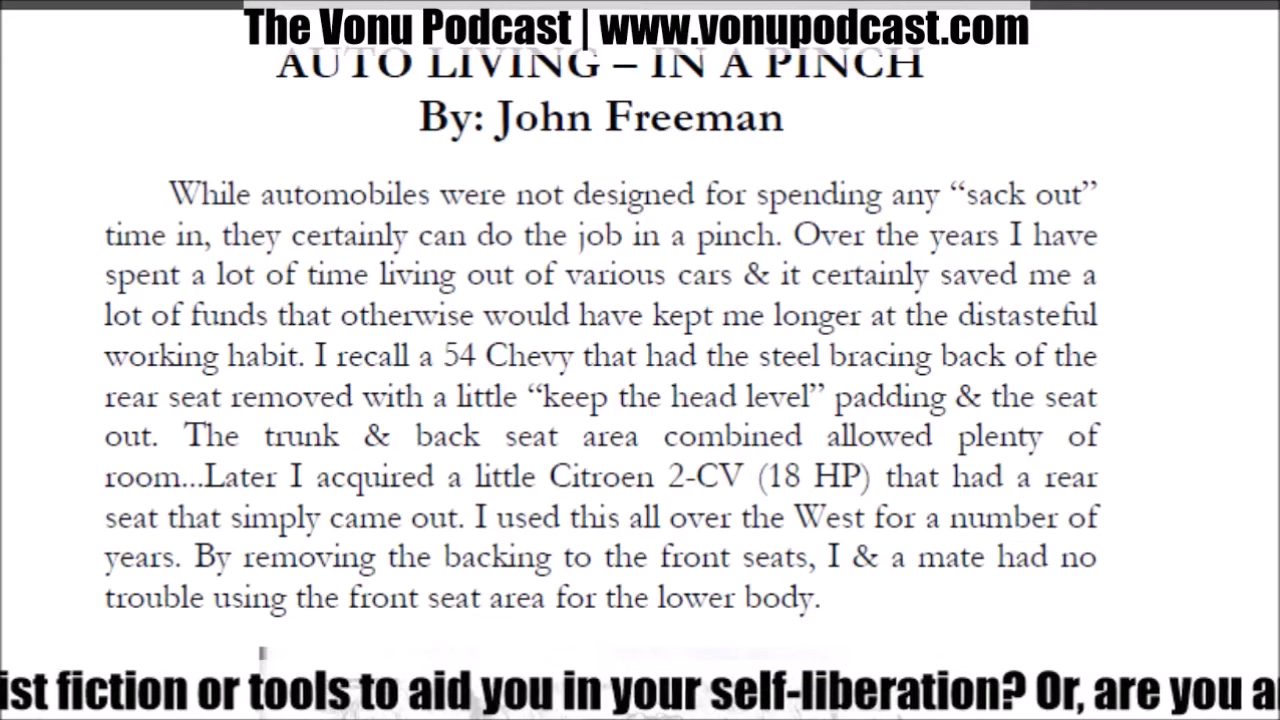 The Vonu Podcast | www.vonupodcast.com
AUTO LIVING – IN A PINCH
By: John Freeman
While automobiles were not designed for spending any “sack out”
time in, they certainly can do the job in a pinch. Over the years I have
spent a lot of time living out of various cars & it certainly saved me a
lot of funds that otherwise would have kept me longer at the distasteful
working habit. I recall a 54 Chevy that had the steel bracing back of the
rear seat removed with a little “keep the head level” padding & the seat
out. The trunk & back seat area combined allowed plenty of
room...Later I acquired a little Citroen 2-CV (18 HP) that had a rear
seat that simply came out. I used this all over the West for a number of
years. By removing the backing to the front seats, I & a mate had no
trouble using the front seat area for the lower body.
ist fiction or tools to aid you in your self-liberation? Or, are you a